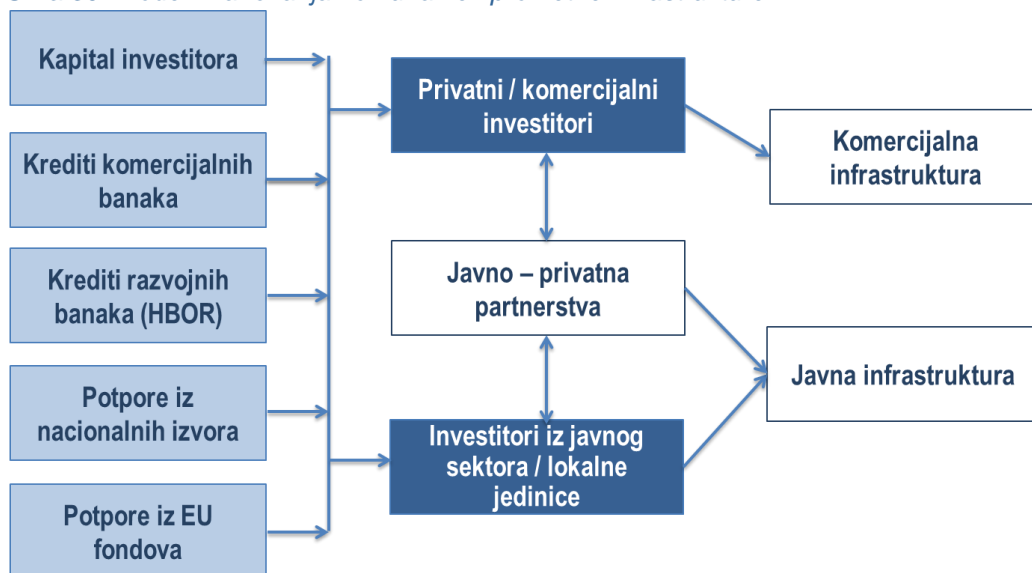 Kapital investitora
Krediti komercijalnih
banaka
Krediti razvojnih
banaka (HBOR)
Potpore iz
nacionalnih izvora
Potpore iz EU
fondova
Privatni / komercijalni
investitori
Javno – privatna
partnerstva
Investitori iz javnog
sektora / lokalne
jedinice
Komercijalna
infrastruktura
Javna infrastruktura